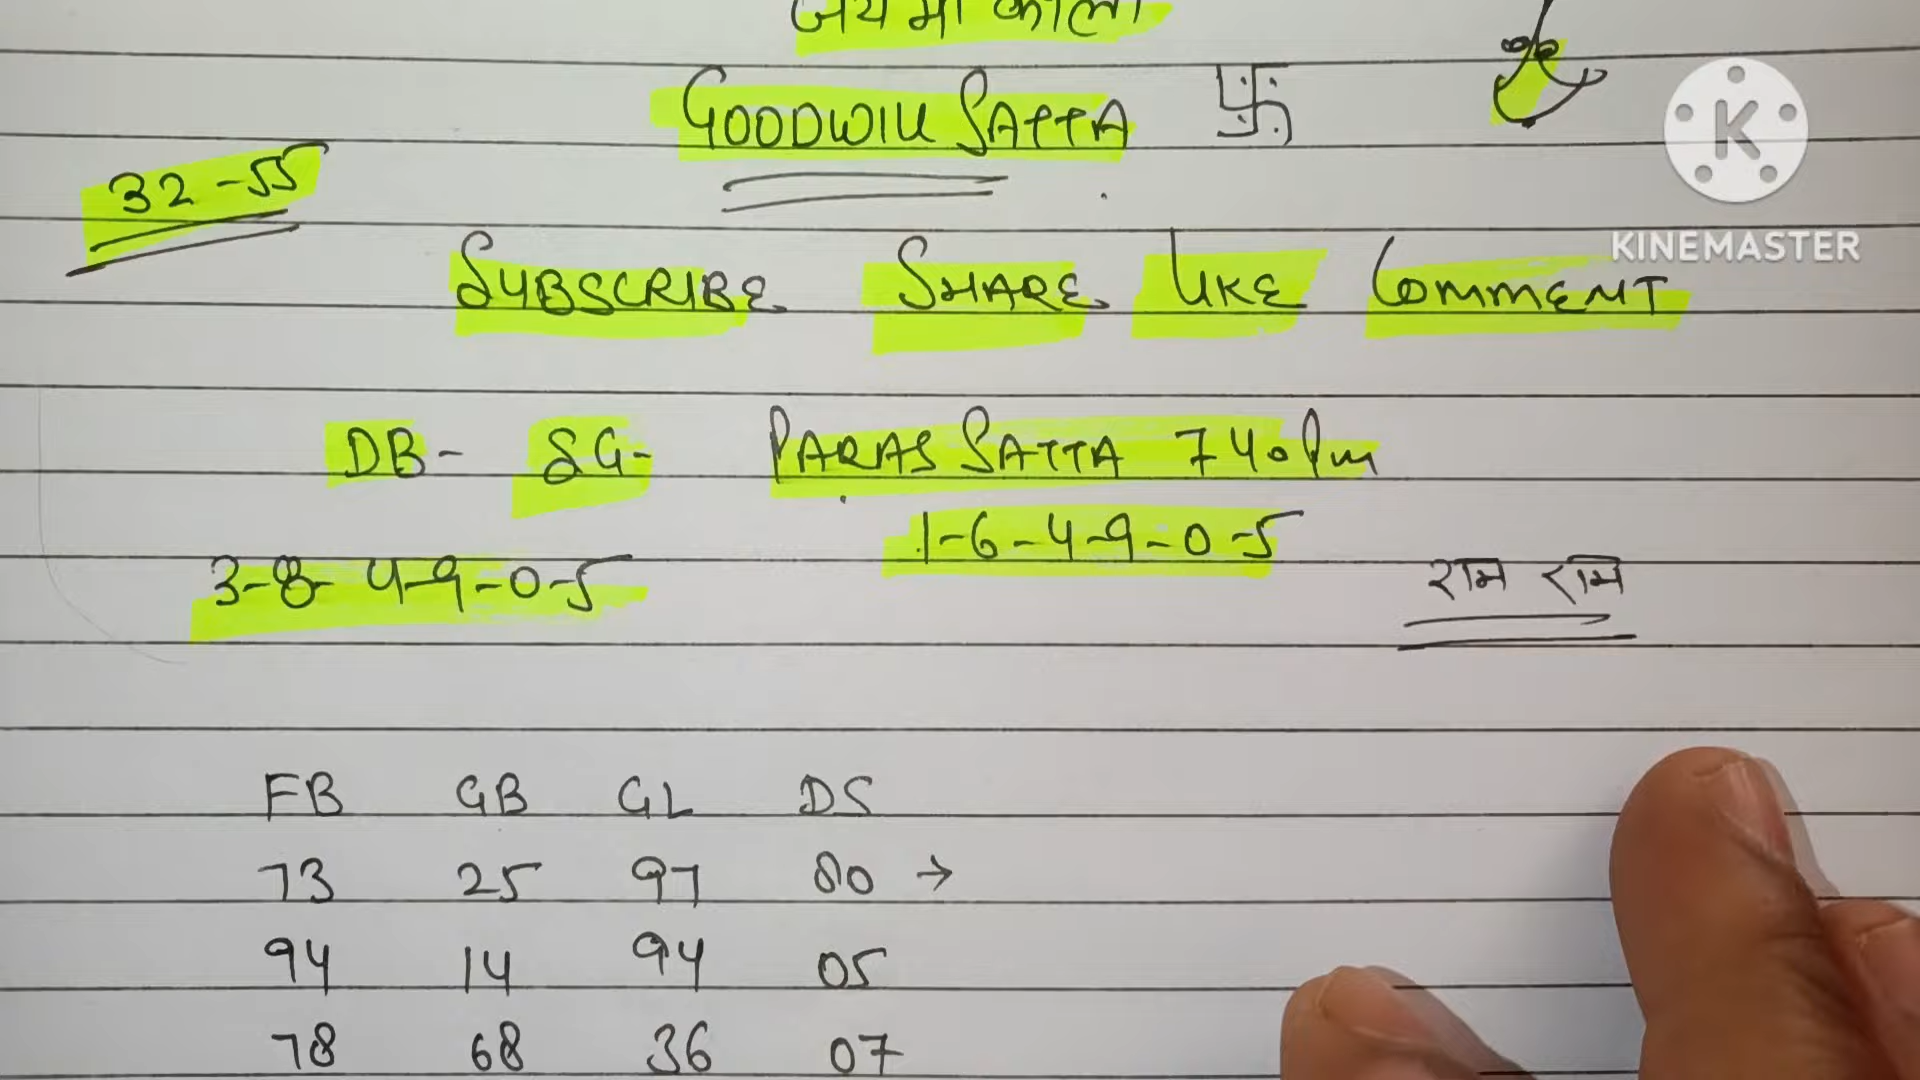 जय माँ काली
GOODWILL SATTA 卐
32-55
K
KINEMASTER
SUBSCRIBE SHARE LIKE COMMENT
DB- SG- PARAS SATTA 740 Pm
1-6-4-9-0-5
3-8-4-9-0-5
राम राम
FB GB GL DS
73 25 97 80 →
94 14 94 05
78 68 36 07